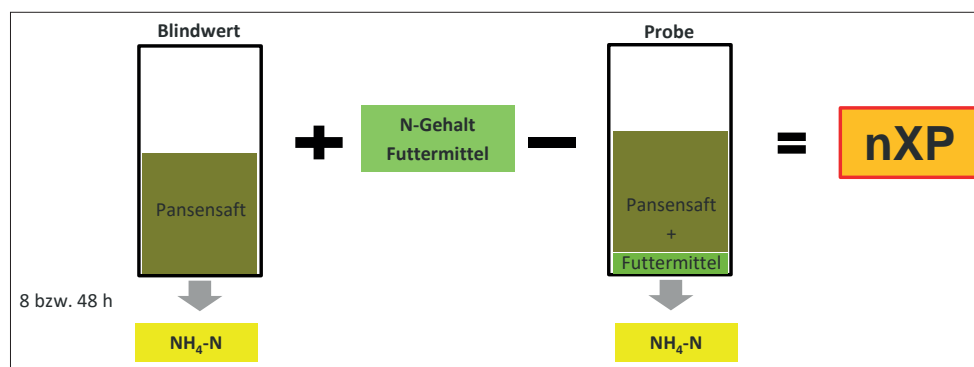 Blindwert
Probe
N-Gehalt
Futtermittel
+
−
=
nXP
Pansensaft
Pansensaft
+
Futtermittel
8 bzw. 48 h
NH₄-N
NH₄-N